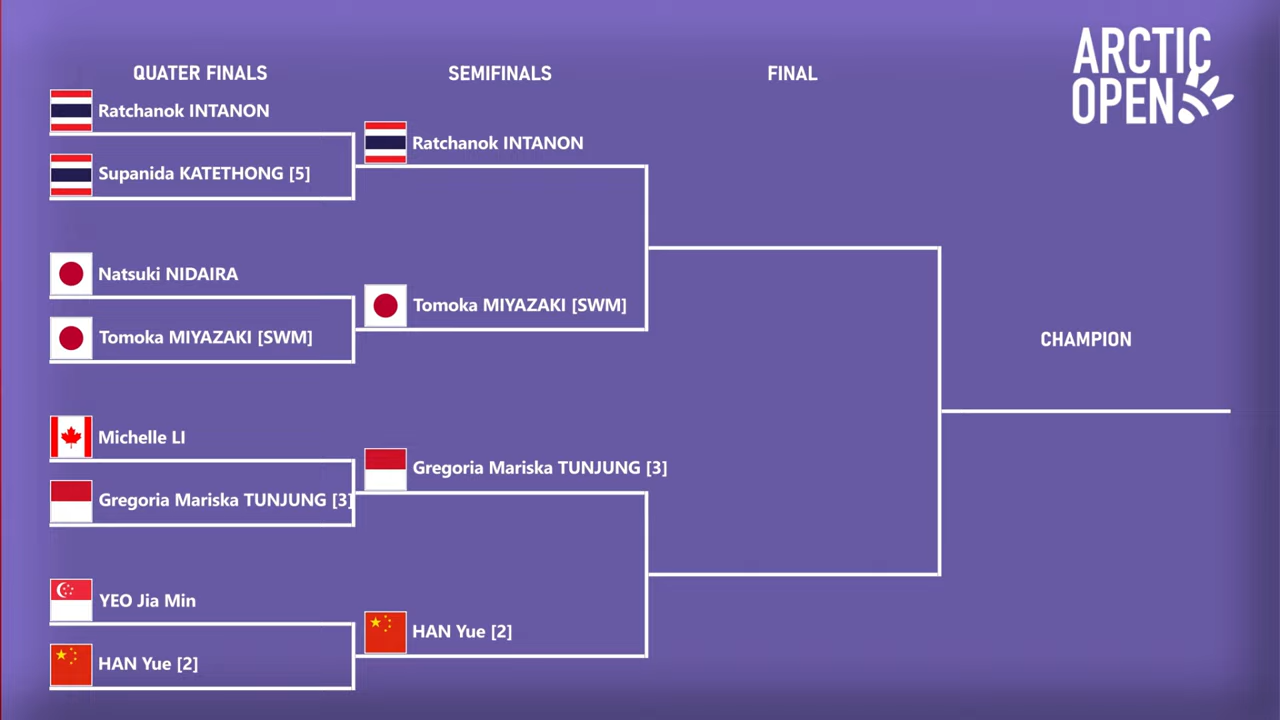 ARCTIC
OPEN
QUATER FINALS
SEMIFINALS
FINAL
Ratchanok INTANON
Supanida KATETHONG [5]
Natsuki NIDAIRA
Tomoka MIYAZAKI [SWM]
Michelle LI
Gregoria Mariska TUNJUNG [3]
YEO Jia Min
HAN Yue [2]
Ratchanok INTANON
Tomoka MIYAZAKI [SWM]
Gregoria Mariska TUNJUNG [3]
HAN Yue [2]
CHAMPION